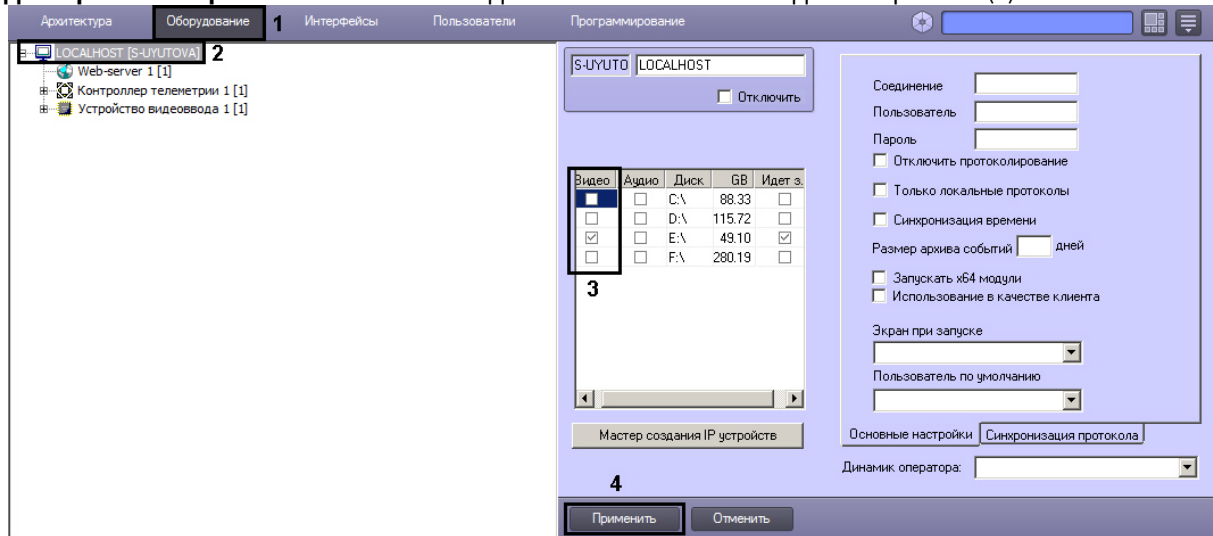 Архитектура Оборудование 1 Интерфейсы Пользователи Программирование
LOCALHOST [S-UYUTOVA] 2
Web-server 1 [1]
Контроллер телеметрии 1 [1]
Устройство видеоввода 1 [1]
S-UYUTO LOCALHOST
Отключить
Видео Аудио Диск GB Идет з.
C:\ 88.33
D:\ 115.72
E:\ 49.10
F:\ 280.19
3
Мастер создания IP устройств
Соединение
Пользователь
Пароль
Отключить протоколирование
Только локальные протоколы
Синхронизация времени
Размер архива событий дней
Запускать x64 модули
Использование в качестве клиента
Экран при запуске
Пользователь по умолчанию
Основные настройки Синхронизация протокола
Динамик оператора:
4
Применить Отменить